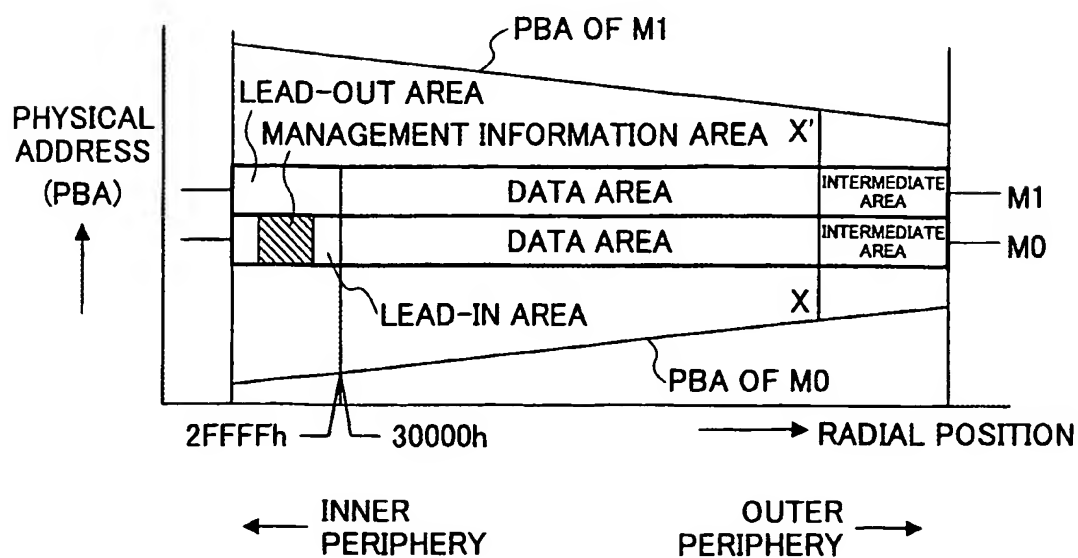 PBA OF M1
LEAD-OUT AREA
PHYSICAL
ADDRESS
(PBA)
MANAGEMENT INFORMATION AREA
X'
DATA AREA
INTERMEDIATE
AREA
M1
DATA AREA
INTERMEDIATE
AREA
M0
LEAD-IN AREA
X
PBA OF M0
2FFFFh
30000h
RADIAL POSITION
INNER
PERIPHERY
OUTER
PERIPHERY